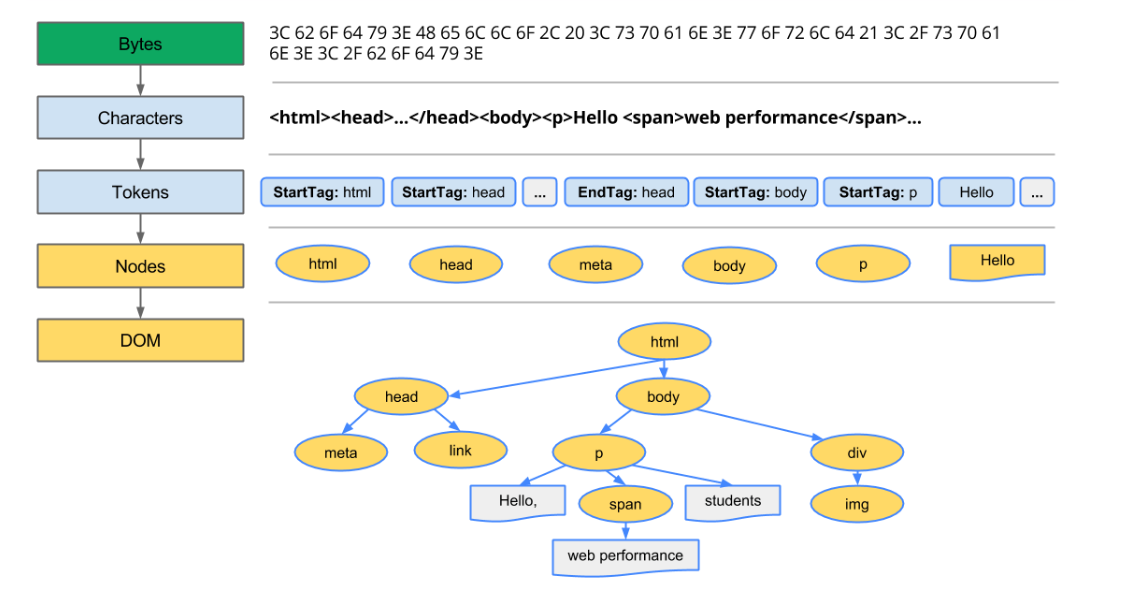 Bytes
3C 62 6F 64 79 3E 48 65 6C 6C 6F 2C 20 3C 73 70 61 6E 3E 77 6F 72 6C 64 21 3C 2F 73 70 61
6E 3E 3C 2F 62 6F 64 79 3E
Characters
<html><head>...</head><body><p>Hello <span>web performance</span>...
Tokens
StartTag: html
StartTag: head
...
EndTag: head
StartTag: body
StartTag: p
Hello
...
Nodes
html
head
meta
body
p
Hello
DOM
html
head
body
meta
link
p
div
Hello,
span
students
img
web performance